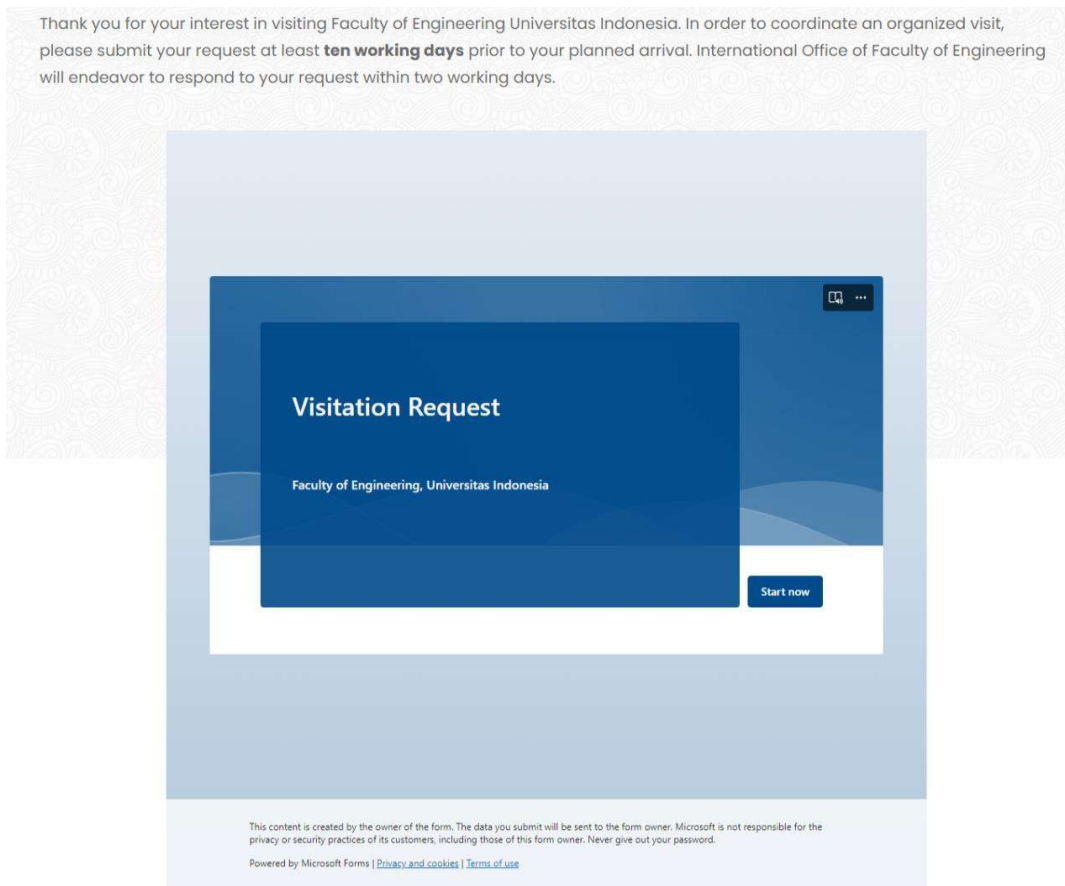 Thank you for your interest in visiting Faculty of Engineering Universitas Indonesia. In order to coordinate an organized visit,
please submit your request at least ten working days prior to your planned arrival. International Office of Faculty of Engineering
will endeavor to respond to your request within two working days.
Visitation Request
Faculty of Engineering, Universitas Indonesia
Start now
This content is created by the owner of the form. The data you submit will be sent to the form owner. Microsoft is not responsible for the
privacy or security practices of its customers, including those of this form owner. Never give out your password.
Powered by Microsoft Forms | Privacy and cookies | Terms of use